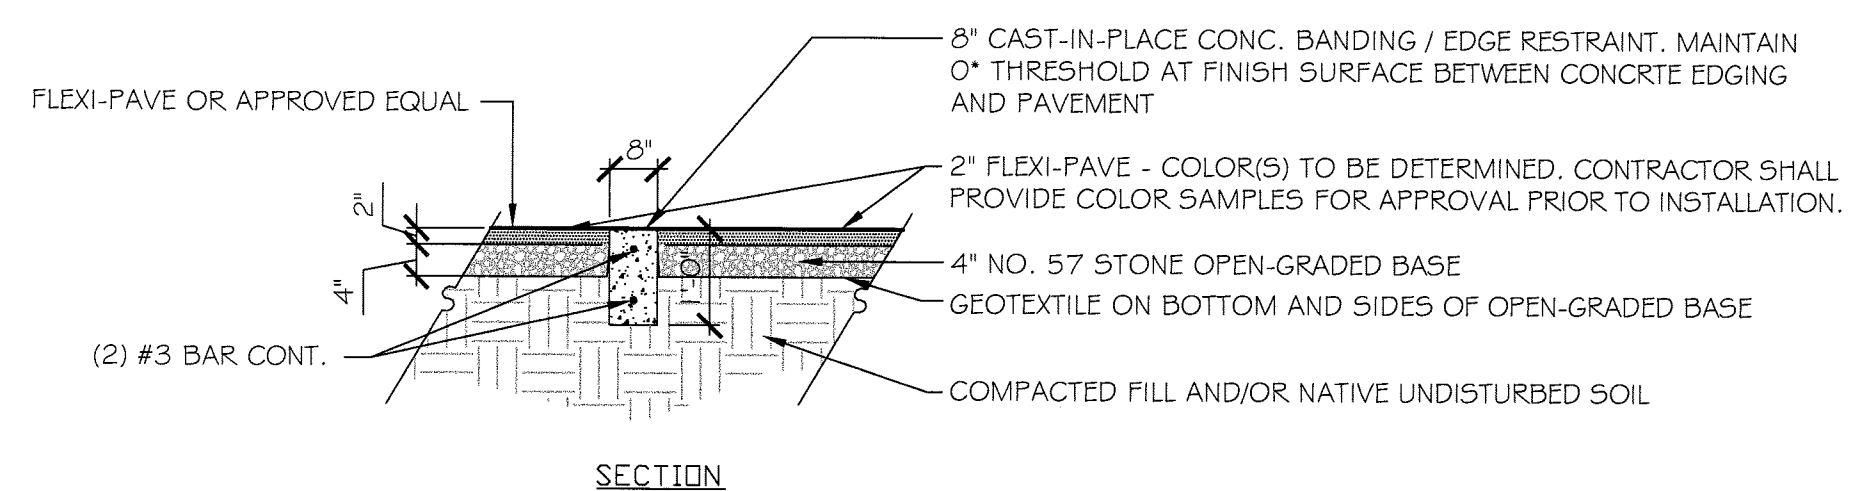 8" CAST-IN-PLACE CONC. BANDING / EDGE RESTRAINT. MAINTAIN
0* THRESHOLD AT FINISH SURFACE BETWEEN CONCRTE EDGING
AND PAVEMENT
FLEXI-PAVE OR APPROVED EQUAL
8"
2" FLEXI-PAVE - COLOR(S) TO BE DETERMINED. CONTRACTOR SHALL
PROVIDE COLOR SAMPLES FOR APPROVAL PRIOR TO INSTALLATION.
2"
4"
1'-0"
4" NO. 57 STONE OPEN-GRADED BASE
GEOTEXTILE ON BOTTOM AND SIDES OF OPEN-GRADED BASE
(2) #3 BAR CONT.
COMPACTED FILL AND/OR NATIVE UNDISTURBED SOIL
SECTION